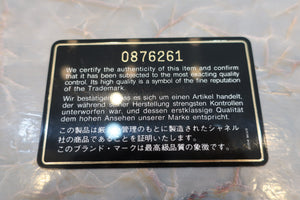 0876261
We certify the authenticity of this item and confirm
that it has been subjected to the most exacting quality
control. Its high quality is a symbol of the fine reputation
of the Trademark.
Wir bestätigen, dass es sich um einen Artikel handelt,
der während seiner Herstellung strengsten Kontrollen
unterworfen war, und dessen erstklassige Qualität
dem hohen Ansehen unserer Marke entspricht.
この製品は厳重な管理のもとに製造されたシャネル
社の商品であることを証明いたします。
このブランド・マークは最高級品質の象徴です。